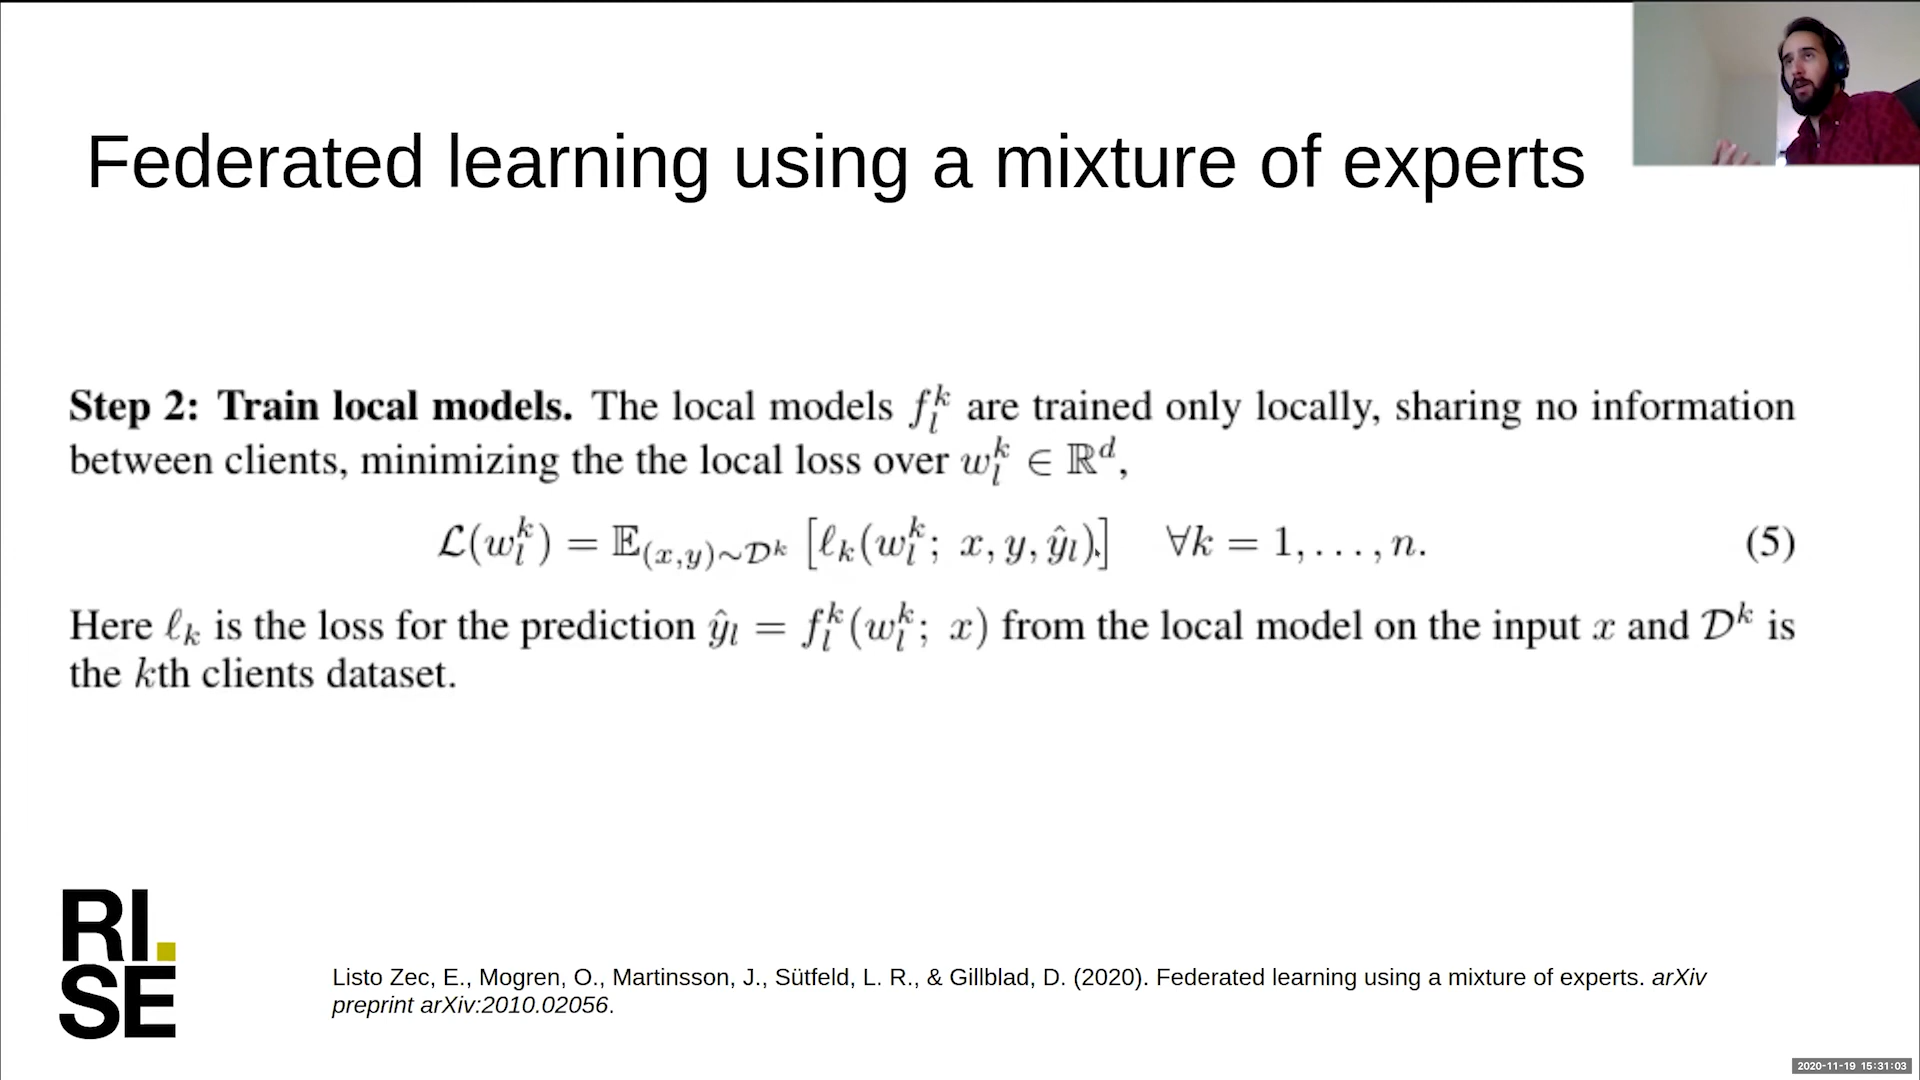 Federated learning using a mixture of experts
Step 2: Train local models. The local models $f_l^k$ are trained only locally, sharing no information
between clients, minimizing the the local loss over $w_l^k \in \mathbb{R}^d$,
$\mathcal{L}(w_l^k) = \mathbb{E}_{(x,y)\sim\mathcal{D}^k} \left[\ell_k(w_l^k;\ x, y, \hat{y}_l)\right] \quad \forall k = 1, \ldots, n.$ (5)
Here $\ell_k$ is the loss for the prediction $\hat{y}_l = f_l^k(w_l^k;\ x)$ from the local model on the input $x$ and $\mathcal{D}^k$ is
the $k$th clients dataset.
RI.
SE
Listo Zec, E., Mogren, O., Martinsson, J., Sütfeld, L. R., & Gillblad, D. (2020). Federated learning using a mixture of experts. arXiv
preprint arXiv:2010.02056.
2020-11-19 15:31:03